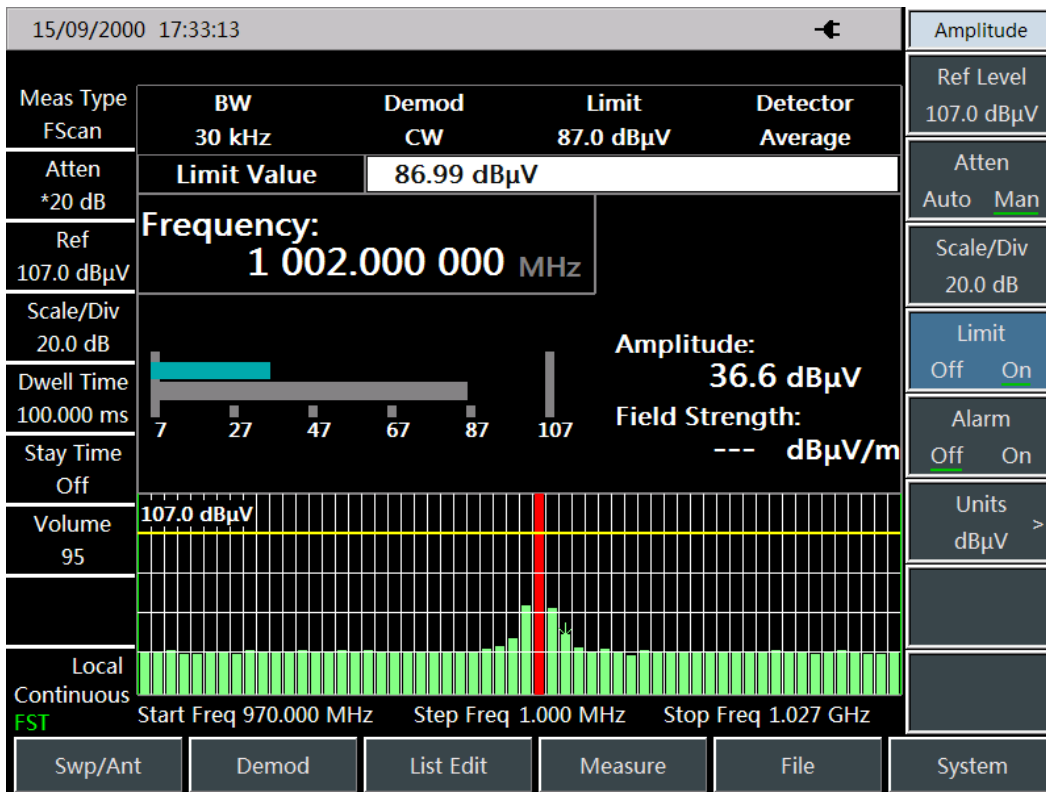 15/09/2000 17:33:13
Amplitude
Meas Type
FScan
Atten
*20 dB
Ref
107.0 dBµV
Scale/Div
20.0 dB
Dwell Time
100.000 ms
Stay Time
Off
Volume
95
Local
Continuous
FST
BW Demod Limit Detector
30 kHz CW 87.0 dBµV Average
Limit Value 86.99 dBµV
Frequency:
1 002.000 000 MHz
Amplitude:
36.6 dBµV
Field Strength:
--- dBµV/m
7 27 47 67 87 107
107.0 dBµV
Start Freq 970.000 MHz Step Freq 1.000 MHz Stop Freq 1.027 GHz
Ref Level
107.0 dBµV
Atten
Auto Man
Scale/Div
20.0 dB
Limit
Off On
Alarm
Off On
Units
dBµV >
Swp/Ant Demod List Edit Measure File System